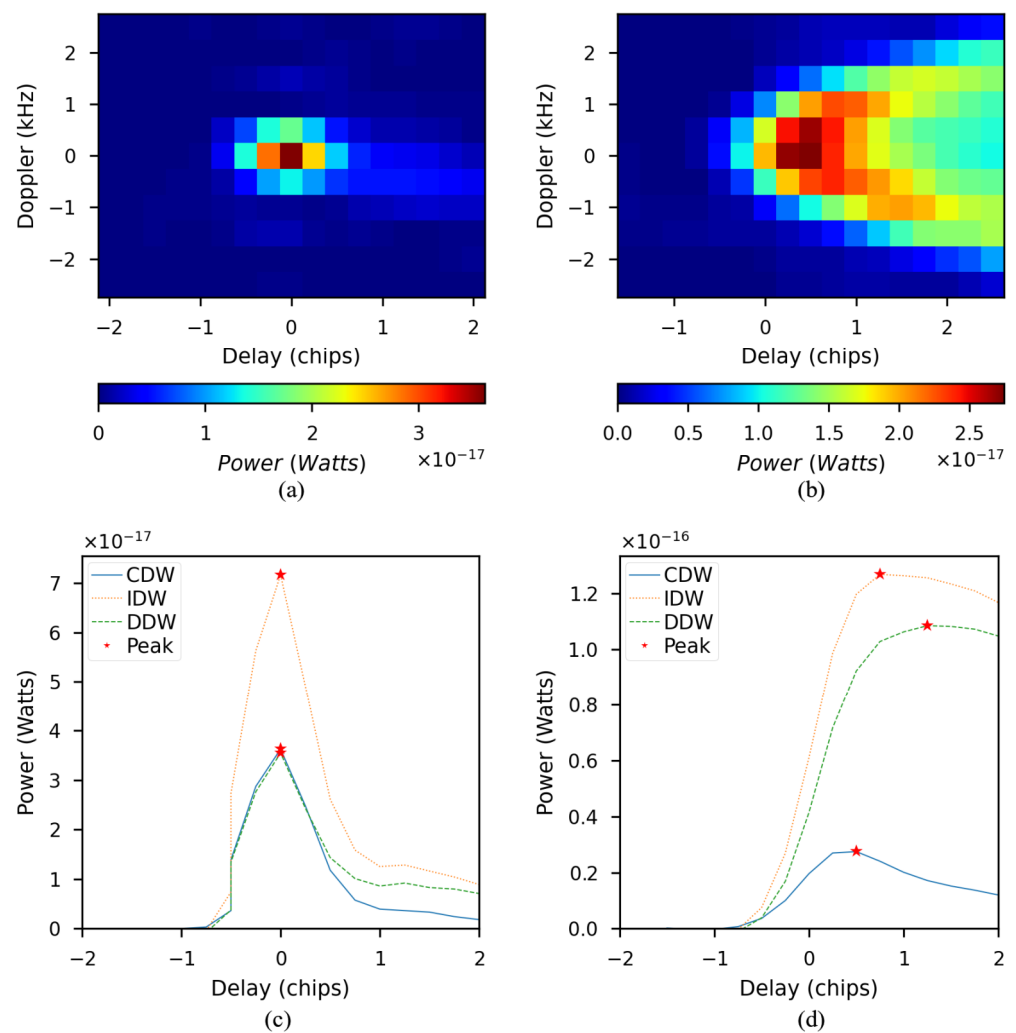 2
1
0
−1
−2
Doppler (kHz)
−2 −1 0 1 2
Delay (chips)
0 1 2 3
Power (Watts) ×10−17
(a)
2
1
0
−1
−2
Doppler (kHz)
−1 0 1 2
Delay (chips)
0.0 0.5 1.0 1.5 2.0 2.5
Power (Watts) ×10−17
(b)
×10−17
CDW
IDW
DDW
Peak
7
6
5
4
3
2
1
0
Power (Watts)
−2 −1 0 1 2
Delay (chips)
(c)
×10−16
CDW
IDW
DDW
Peak
1.2
1.0
0.8
0.6
0.4
0.2
0.0
Power (Watts)
−2 −1 0 1 2
Delay (chips)
(d)